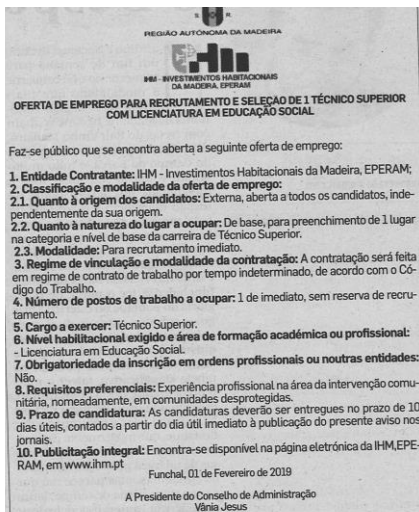 S R
REGIÃO AUTÓNOMA DA MADEIRA
IHM - INVESTIMENTOS HABITACIONAIS
DA MADEIRA, EPERAM
OFERTA DE EMPREGO PARA RECRUTAMENTO E SELEÇÃO DE 1 TÉCNICO SUPERIOR
COM LICENCIATURA EM EDUCAÇÃO SOCIAL
Faz-se público que se encontra aberta a seguinte oferta de emprego:
1. Entidade Contratante: IHM - Investimentos Habitacionais da Madeira, EPERAM;
2. Classificação e modalidade da oferta de emprego:
2.1. Quanto à origem dos candidatos: Externa, aberta a todos os candidatos, inde-
pendentemente da sua origem.
2.2. Quanto à natureza do lugar a ocupar: De base, para preenchimento de 1 lugar
na categoria e nível de base da carreira de Técnico Superior.
2.3. Modalidade: Para recrutamento imediato.
3. Regime de vinculação e modalidade da contratação: A contratação será feita
em regime de contrato de trabalho por tempo indeterminado, de acordo com o Có-
digo do Trabalho.
4. Número de postos de trabalho a ocupar: 1 de imediato, sem reserva de recru-
tamento.
5. Cargo a exercer: Técnico Superior.
6. Nível habilitacional exigido e área de formação académica ou profissional:
- Licenciatura em Educação Social.
7. Obrigatoriedade da inscrição em ordens profissionais ou noutras entidades:
Não.
8. Requisitos preferenciais: Experiência profissional na área da intervenção comu-
nitária, nomeadamente, em comunidades desprotegidas.
9. Prazo de candidatura: As candidaturas deverão ser entregues no prazo de 10
dias úteis, contados a partir do dia útil imediato à publicação do presente aviso nos
jornais.
10. Publicitação integral: Encontra-se disponível na página eletrónica da IHM,EPE-
RAM, em www.ihm.pt
Funchal, 01 de Fevereiro de 2019
A Presidente do Conselho de Administração
Vânia Jesus